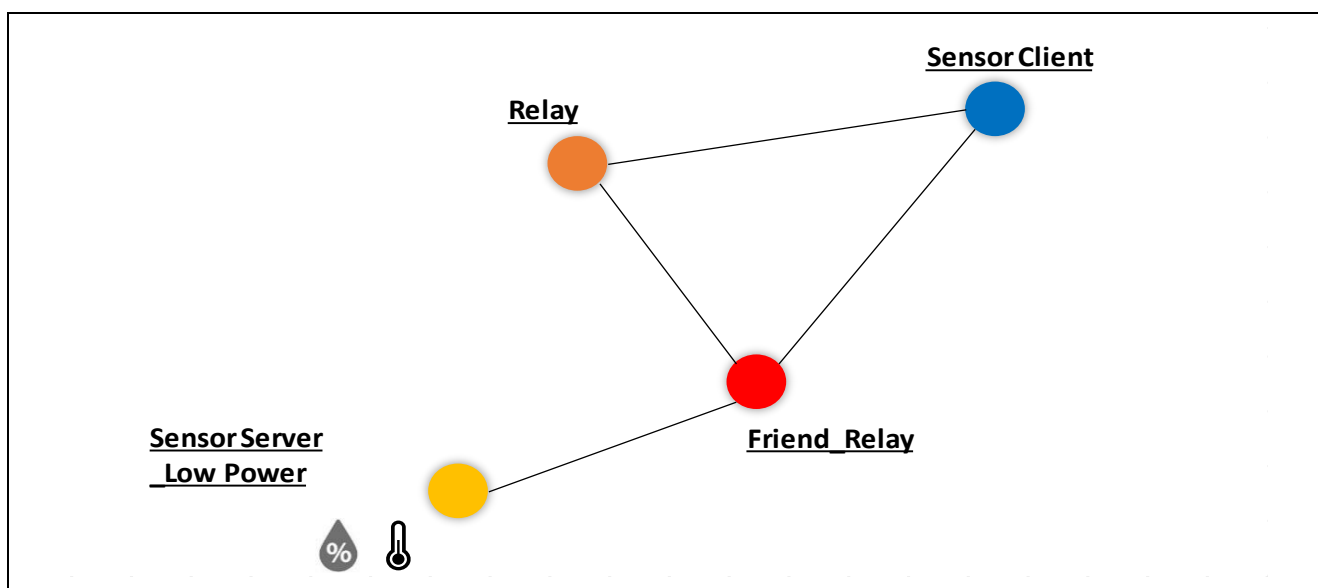 Sensor Client
Relay
Sensor Server
_Low Power
Friend_Relay
%